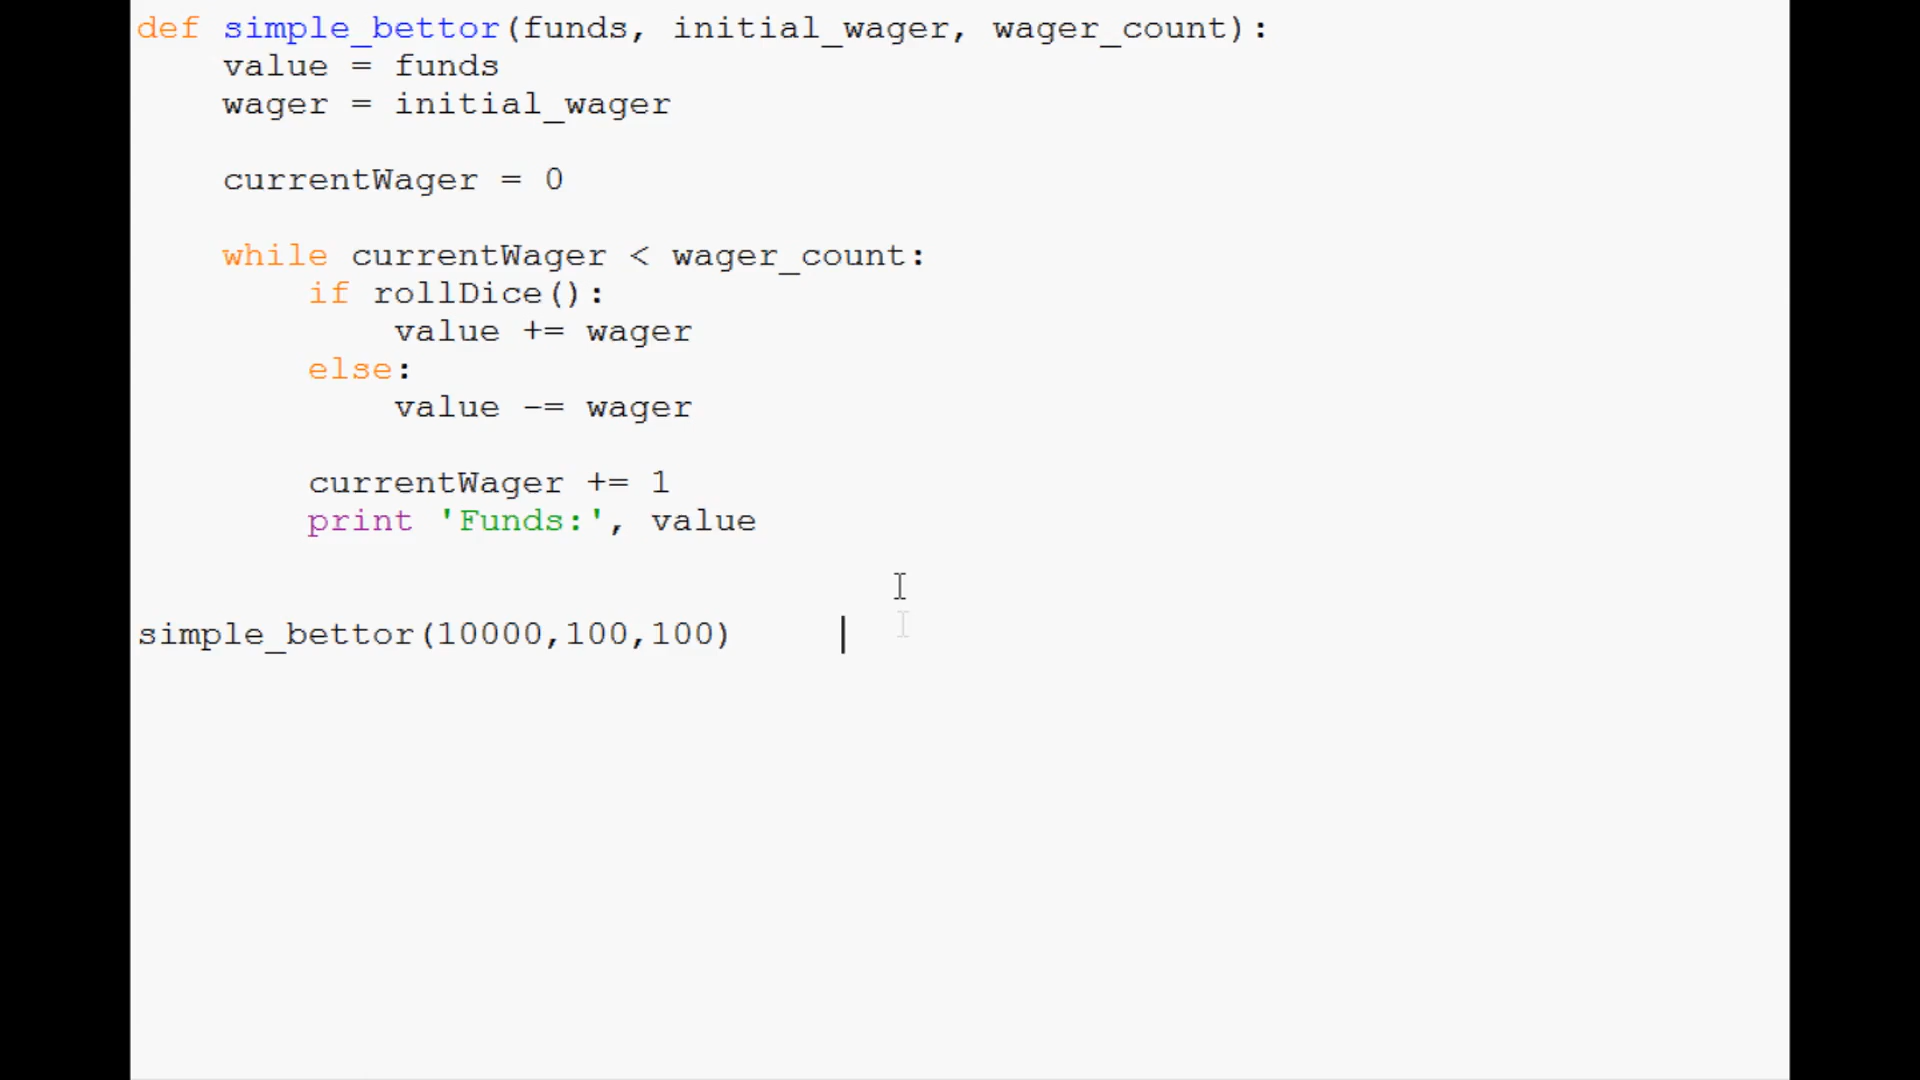 def simple_bettor(funds, initial_wager, wager_count):
    value = funds
    wager = initial_wager
    currentWager = 0
    while currentWager < wager_count:
        if rollDice():
            value += wager
        else:
            value -= wager
        currentWager += 1
        print 'Funds:', value
simple_bettor(10000,100,100)